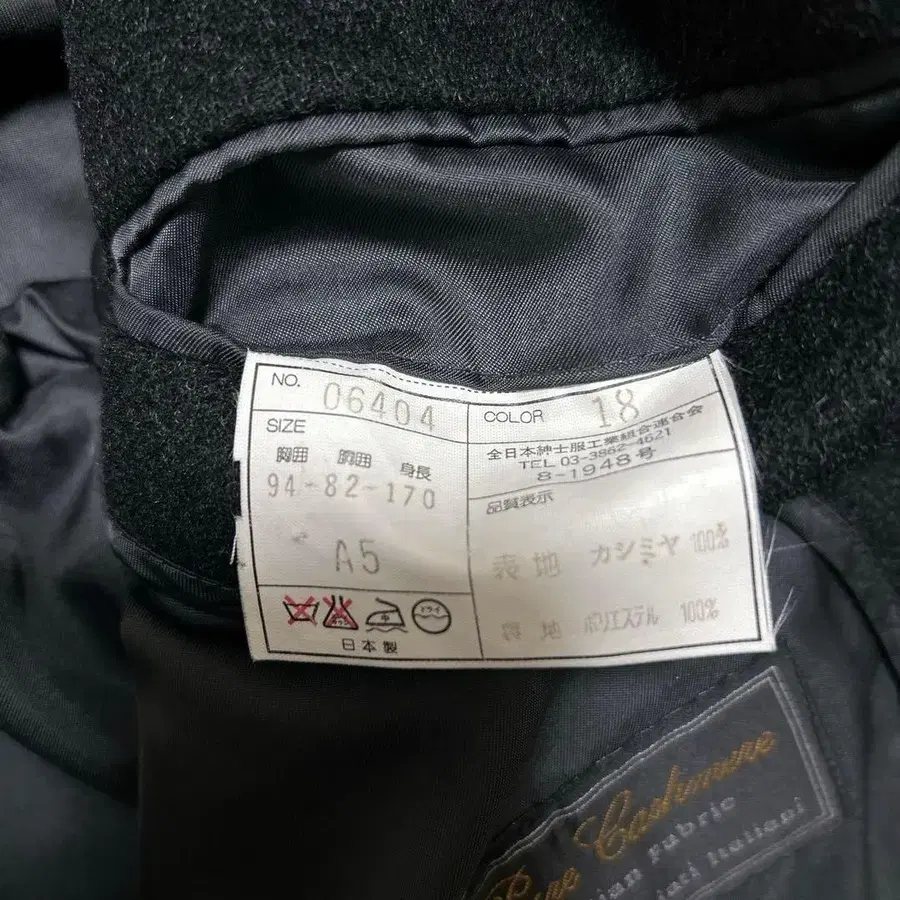 NO. 06404
SIZE
胸囲 胴囲 身長
94-82-170
A5
ドライ
日本製
COLOR 18
全日本紳士服工業組合連合会
TEL 03-3862-4621
8-1948号
品質表示
表地 カシミヤ 100%
裏地 ポリエステル 100%
Pure Cashmere
fabric